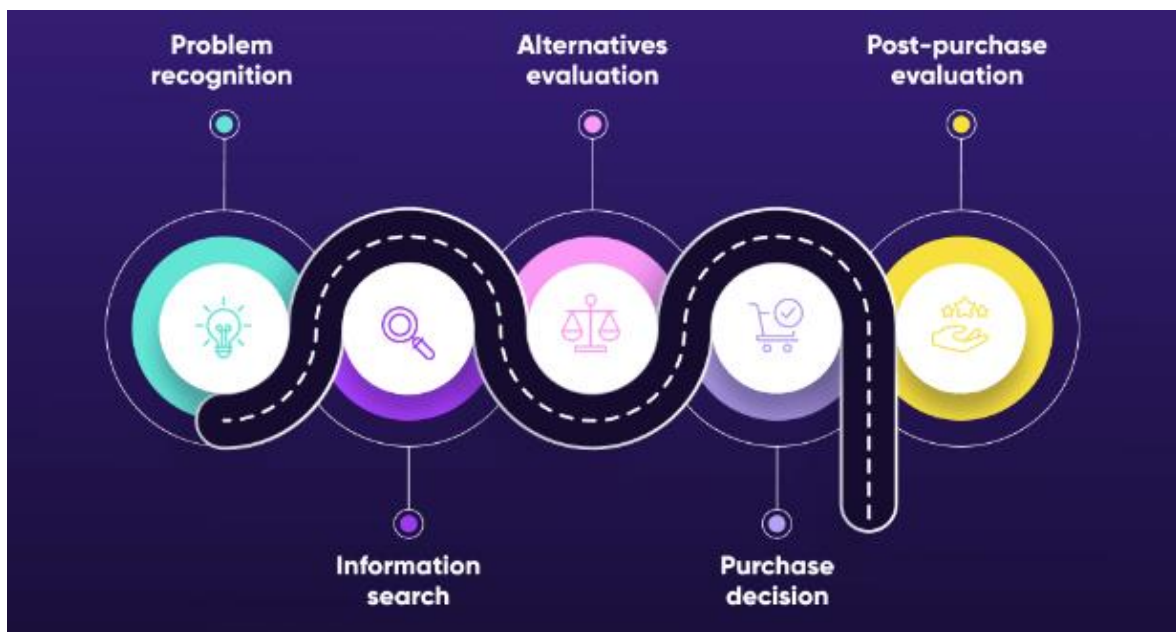 Problem
recognition
Alternatives
evaluation
Post-purchase
evaluation
Information
search
Purchase
decision